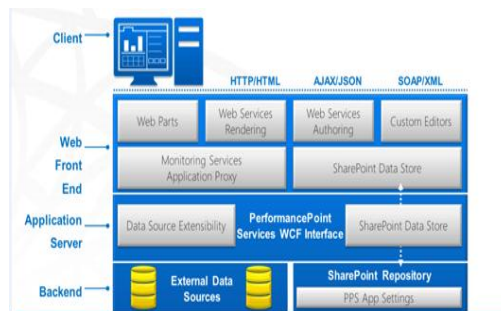 Client
HTTP/HTML
AJAX/JSON
SOAP/XML
Web
Front
End
Web Parts
Web Services
Rendering
Web Services
Authoring
Custom Editors
Monitoring Services
Application Proxy
SharePoint Data Store
Application
Server
Data Source Extensibility
PerformancePoint
Services WCF Interface
SharePoint Data Store
Backend
External Data
Sources
SharePoint Repository
PPS App Settings